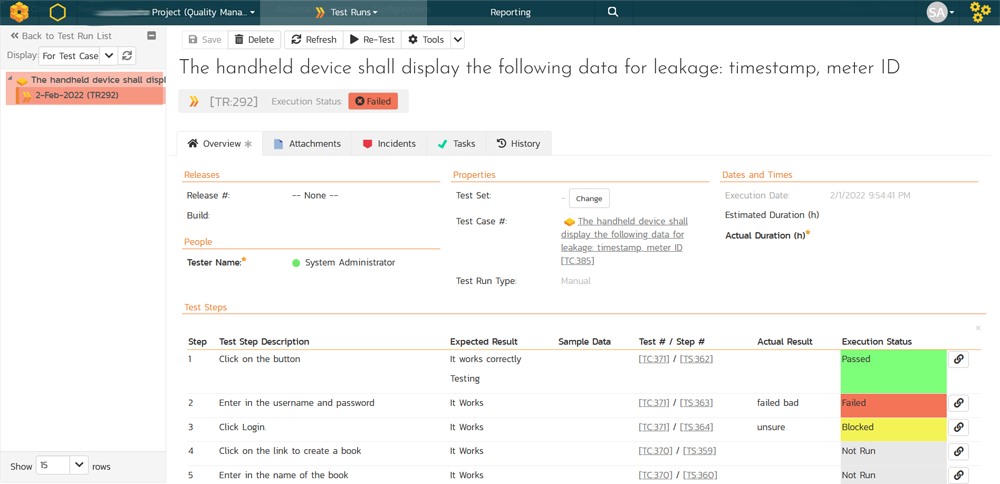 Project (Quality Mana...
Test Runs
Reporting
SA
Back to Test Run List
Display: For Test Case
The handheld device shall displ
2-Feb-2022 (TR292)
Show 15 rows
Save Delete Refresh Re-Test Tools
The handheld device shall display the following data for leakage: timestamp, meter ID
[TR:292] Execution Status: Failed
Overview Attachments Incidents Tasks History
Releases
Release #: -- None --
Build:
People
Tester Name: System Administrator
Properties
Test Set: - Change
Test Case #: The handheld device shall
display the following data for
leakage: timestamp, meter ID
[TC:385]
Test Run Type: Manual
Dates and Times
Execution Date: 2/1/2022 9:54:41 PM
Estimated Duration (h)
Actual Duration (h)
Test Steps
Step Test Step Description Expected Result Sample Data Test # / Step # Actual Result Execution Status
1 Click on the button It works correctly [TC:371] / [TS:362] Passed
Testing
2 Enter in the username and password It Works [TC:371] / [TS:363] failed bad Failed
3 Click Login. It Works [TC:371] / [TS:364] unsure Blocked
4 Click on the link to create a book It Works [TC:370] / [TS:359] Not Run
5 Enter in the name of the book It Works [TC:370] / [TS:360] Not Run